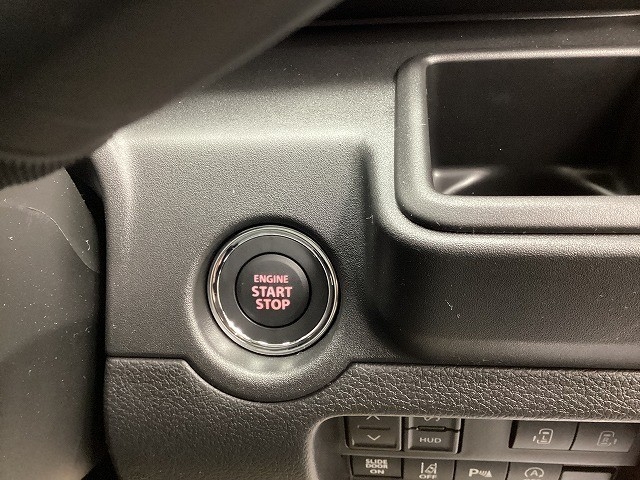 ENGINE
START
STOP
HUD
SLIDE
DOOR
ON
OFF
P
A